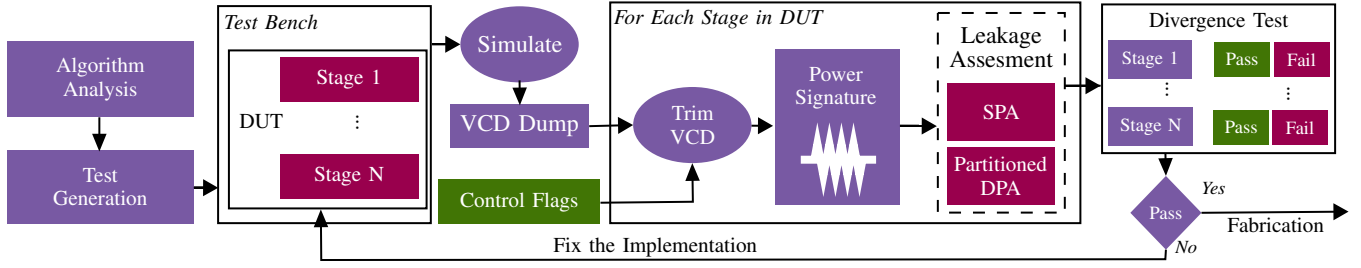 Algorithm
Analysis
Test
Generation
Test Bench
DUT
Stage 1
⋮
Stage N
Simulate
VCD Dump
Control Flags
For Each Stage in DUT
Trim
VCD
Power
Signature
Leakage
Assesment
SPA
Partitioned
DPA
Divergence Test
Stage 1 Pass Fail
⋮ ⋮
Stage N Pass Fail
Pass
Yes
Fabrication
No
Fix the Implementation